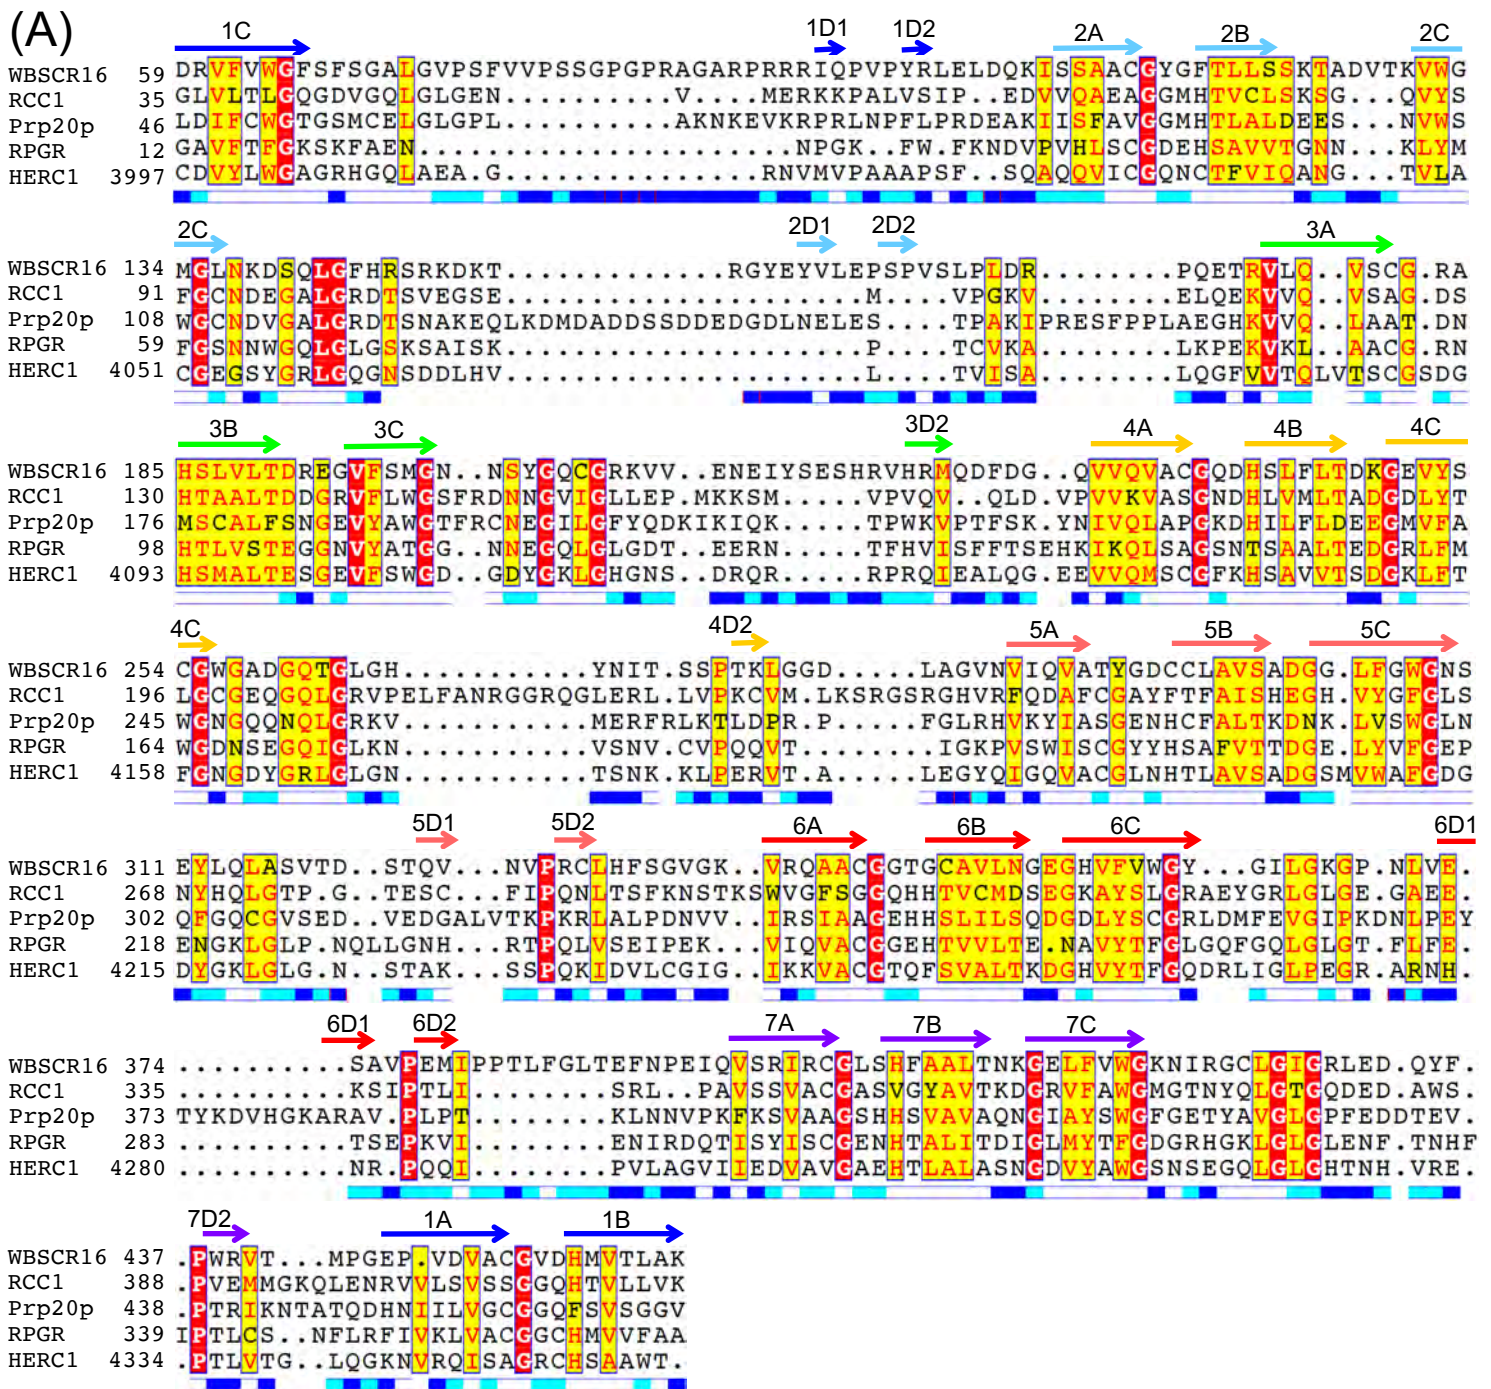 (A)
1C 1D1 1D2 2A 2B 2C
WBSCR16 59 DRVFVWGFSFSGALGVPSFVVPSSGPGPRAGARPRRRIQPVPYRLELDQKISSAACGYGFTLLSSKTADVTKVWG
RCC1 35 GLVLTLGQGDVGQLGLGEN..........V....MERKKPALVSIP..EDVVQAEAGGMHTVCLSKSG...QVYS
Prp20p 46 LDIFCWGTGSMCELGLGPL..........AKNKEVKRPRLNPFLPRDEAKIISFAVGGMHTLALDEES...NVWS
RPGR 12 GAVFTFGKSKFAEN......................NPGK..FW.FKNDVPVHLSCGDEHSAVVTGNN...KLYM
HERC1 3997 CDVYLWGAGRHGQLAEA.G...............RNVMVPAAAPSF..SQAQQVICGQNCTFVIQANG...TVLA
2C 2D1 2D2 3A
WBSCR16 134 MGLNKDSQLGFHRSRKDKT.............RGYEYVLEPSPVSLPLDR........PQETRVLQ..VSCG.RA
RCC1 91 FGCNDEGALGRDTSVEGSE.....................M...VPGKV........ELQEKVVQ..VSAG.DS
Prp20p 108 WGCNDVGALGRDTSNAKEQLKDMDADDSSDDEDGDLNELES....TPAKIPRESFPPLAEGHKVVQ..LAAT.DN
RPGR 59 FGSNNWGQLGLGSKSAISK.....................P....TCVKA........LKPEKVKL..AACG.RN
HERC1 4051 CGEGSYGRLGQGNSDDLHV.....................L....TVISA........LQGFVVTQLVTSCGSDG
3B 3C 3D2 4A 4B 4C
WBSCR16 185 HSLVLTDREGVFSMGN..NSYGQCGRKVV..ENEIYSESHRVHRMQDFDG..QVVQVACGQDHSLFLTDKGEVYS
RCC1 130 HTAALTDDGRVFLWGSFRDNNGVIGLLEP.MKKSM.....VPVQV..QLD.VPVVKVASGNDHLVMLTADGDLYT
Prp20p 176 MSCALFSNGEVYAWGTFRCNEGILGFYQDKIKIQK.....TPWKVPTFSK.YNIVQLAPGKDHILFLDEEGMVFA
RPGR 98 HTLVSTEGGNVYATGG..NNEGQLGLGDT..EERN.....TFHVISFFTSEHKIKQLSAGSNTSAALTEDGRLFM
HERC1 4093 HSMALTESGEVFSWGD..GDYGKLGHGNS..DRQR.....RPRQIEALQG.EEVVQMSCGFKHSAVVTSDGKLFT
4C 4D2 5A 5B 5C
WBSCR16 254 CGWGADGQTGLGH...........YNIT.SSPTKLGGD.....LAGVNVIQVATYGDCCLAVSADGG.LFGWGNS
RCC1 196 LGCGEQGQLGRVPELFANRGGRQGLERL.LVPKCVM.LKSRGSRGHVRFQDAFCGAYFTFAISHEGH.VYGFGLS
Prp20p 245 WGNGQQNQLGRKV...........MERFRLKTLDPR.P.....FGLRHVKYIASGENHCFALTKDNK.LVSWGLN
RPGR 164 WGDNSEGQIGLKN...........VSNV.CVPQQVT........IGKPVSWISCGYYHSAFVTTDGE.LYVFGEP
HERC1 4158 FGNGDYGRLGLGN...........TSNK.KLPERVT.A.....LEGYQIGQVACGLNHTLAVSADGSMVWAFGDG
5D1 5D2 6A 6B 6C 6D1
WBSCR16 311 EYLQLASVTD..STQV...NVPRCLHFSGVGK..VRQAACGGTGCAVLNGEGHVFVWGY...GILGKGP.NLVE.
RCC1 268 NYHQLGTP.G..TESC...FIPQNLTSFKNSTKSWVGFSGGQHHTVCMDSEGKAYSLGRAEYGRLGLGE.GAEE.
Prp20p 302 QFGQCGVSED..VEDGALVTKPKRLALPDNVV..IRSIAAGEHHSLILSQDGDLYSCGRLDMFEVGIPKDNLPEY
RPGR 218 ENGKLGLP.NQLLGNH...RTPQLVSEIPEK...VIQVACGGEHTVVLTE.NAVYTFGLGQFGQLGLGT.FLFE.
HERC1 4215 DYGKLGLG.N..STAK...SSPQKIDVLCGIG..IKKVACGTQFSVALTKDGHVYTFGQDRLIGLPEGR.ARNH.
6D1 6D2 7A 7B 7C
WBSCR16 374 ..........SAVPEMIPPTLFGLTEFNPEIQVSRIRCGLSHFAALTNKGELFVWGKNIRGCLGIGRLED.QYF.
RCC1 335 ..........KSIPTLI........SRL..PAVSSVACGASVGYAVTKDGRVFAWGMGTNYQLGTGQDED.AWS.
Prp20p 373 TYKDVHGKARAV.PLPT........KLNNVPKFKSVAAGSHHSVAVAQNGIAYSWGFGETYAVGLGPFEDDTEV.
RPGR 283 ..........TSEPKVI........ENIRDQTISYISCGENHTALITDIGLMYTFGDGRHGKLGLGLENF.TNHF
HERC1 4280 ..........NR.PQQI........PVLAGVIIEDVAVGAEHTLALASNGDVYAWGSNSEGQLGLGHTNH.VRE.
7D2 1A 1B
WBSCR16 437 .PWRVT...MPGEP.VDVACGVDHMVTLAK
RCC1 388 .PVEMMGKQLENRVVLSVSSGGQHTVLLVK
Prp20p 438 .PTRIKNTATQDHNIILVGCGGQFSVSGGV
RPGR 339 IPTLCS..NFLRFIVKLVACGGCHMVVFAA
HERC1 4334 .PTLVTG..LQGKNVRQISAGRCHSAAWT.